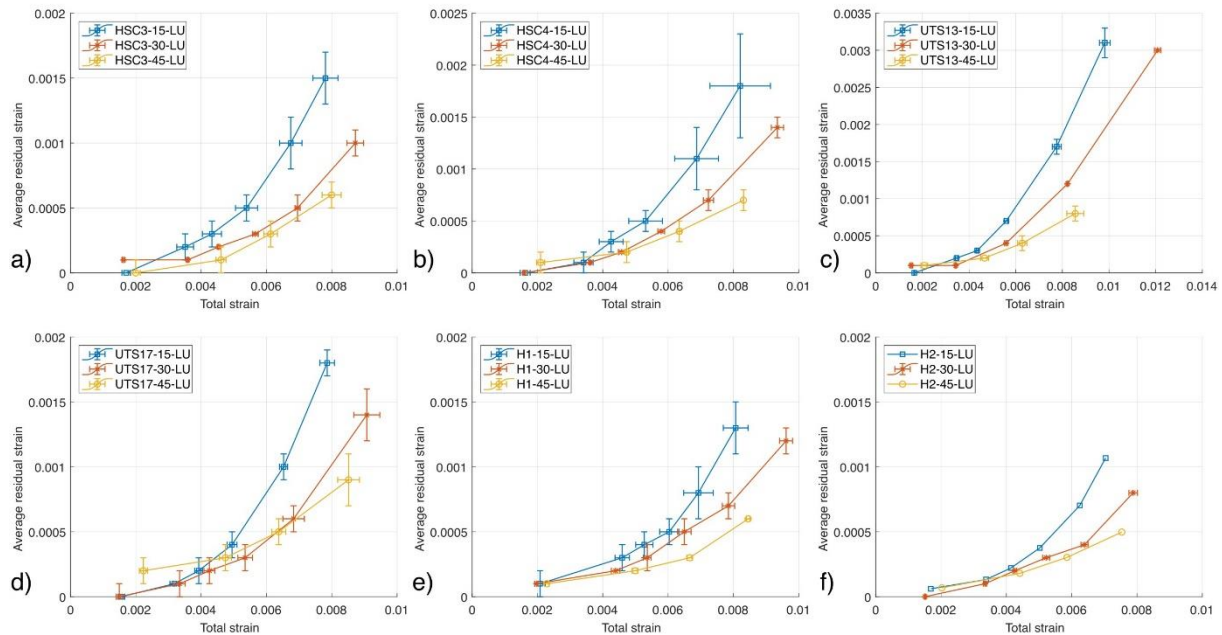 0.002
0.0015
0.001
0.0005
0
Average residual strain
HSC3-15-LU
HSC3-30-LU
HSC3-45-LU
a)
0 0.002 0.004 0.006 0.008 0.01
Total strain
0.0025
0.002
0.0015
0.001
0.0005
0
Average residual strain
HSC4-15-LU
HSC4-30-LU
HSC4-45-LU
b)
0 0.002 0.004 0.006 0.008 0.01
Total strain
0.0035
0.003
0.0025
0.002
0.0015
0.001
0.0005
0
Average residual strain
UTS13-15-LU
UTS13-30-LU
UTS13-45-LU
c)
0 0.002 0.004 0.006 0.008 0.01 0.012 0.014
Total strain
0.002
0.0015
0.001
0.0005
0
Average residual strain
UTS17-15-LU
UTS17-30-LU
UTS17-45-LU
d)
0 0.002 0.004 0.006 0.008 0.01
Total strain
0.002
0.0015
0.001
0.0005
0
Average residual strain
H1-15-LU
H1-30-LU
H1-45-LU
e)
0 0.002 0.004 0.006 0.008 0.01
Total strain
0.002
0.0015
0.001
0.0005
0
Average residual strain
H2-15-LU
H2-30-LU
H2-45-LU
f)
0 0.002 0.004 0.006 0.008 0.01
Total strain